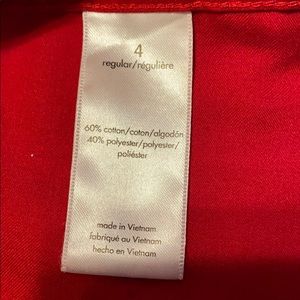 4
regular/régulière
60% cotton/coton/algodón
40% polyester/polyester/
poliéster
made in Vietnam
fabriqué au Vietnam
hecho en Vietnam